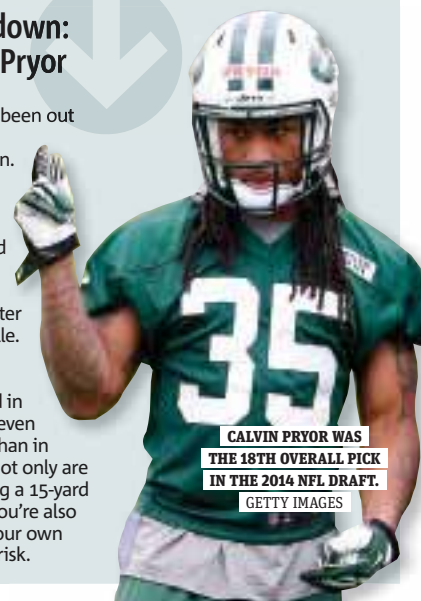 down:
Pryor
been out
n.
d
ter
le.
d in
even
han in
ot only are
g a 15-yard
ou're also
our own
risk.
PRYOR
35
CALVIN PRYOR WAS
THE 18TH OVERALL PICK
IN THE 2014 NFL DRAFT.
GETTY IMAGES